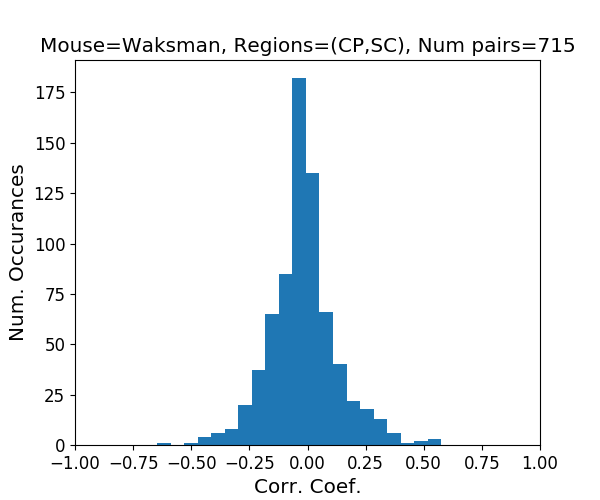 Mouse=Waksman, Regions=(CP,SC), Num pairs=715
Num. Occurances
175
150
125
100
75
50
25
0
−1.00 −0.75 −0.50 −0.25 0.00 0.25 0.50 0.75 1.00
Corr. Coef.